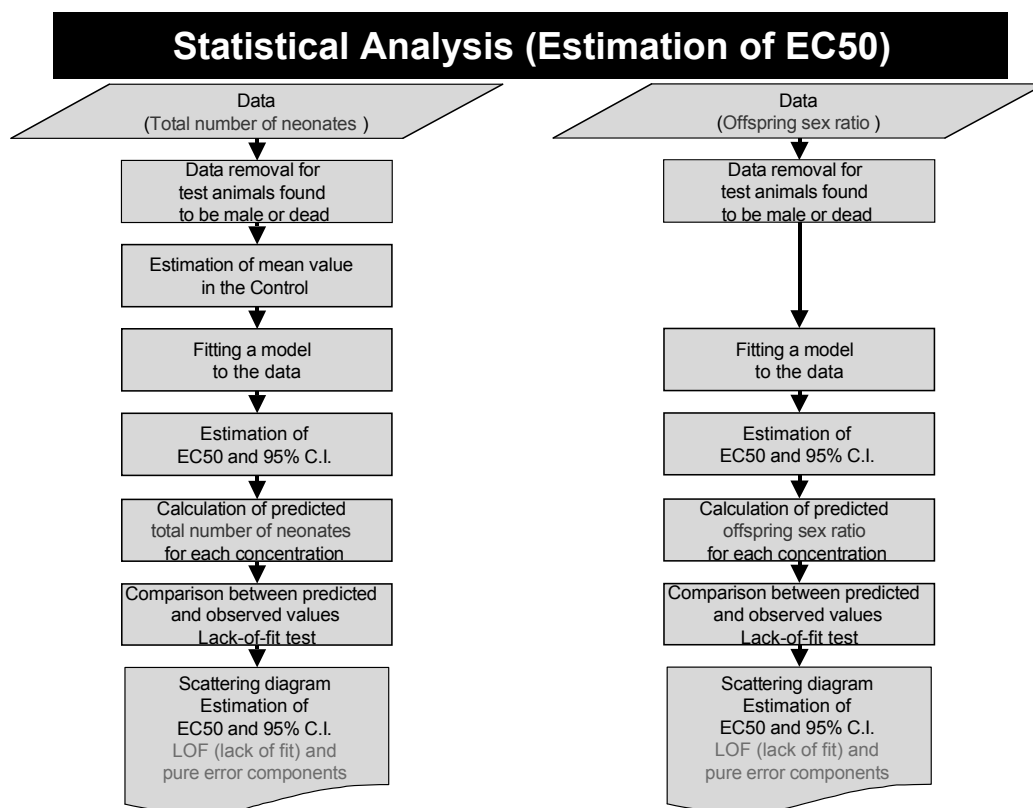 Statistical Analysis (Estimation of EC50)
Data
(Total number of neonates )
Data removal for
test animals found
to be male or dead
Estimation of mean value
in the Control
Fitting a model
to the data
Estimation of
EC50 and 95% C.I.
Calculation of predicted
total number of neonates
for each concentration
Comparison between predicted
and observed values
Lack-of-fit test
Scattering diagram
Estimation of
EC50 and 95% C.I.
LOF (lack of fit) and
pure error components
Data
(Offspring sex ratio )
Data removal for
test animals found
to be male or dead
Fitting a model
to the data
Estimation of
EC50 and 95% C.I.
Calculation of predicted
offspring sex ratio
for each concentration
Comparison between predicted
and observed values
Lack-of-fit test
Scattering diagram
Estimation of
EC50 and 95% C.I.
LOF (lack of fit) and
pure error components